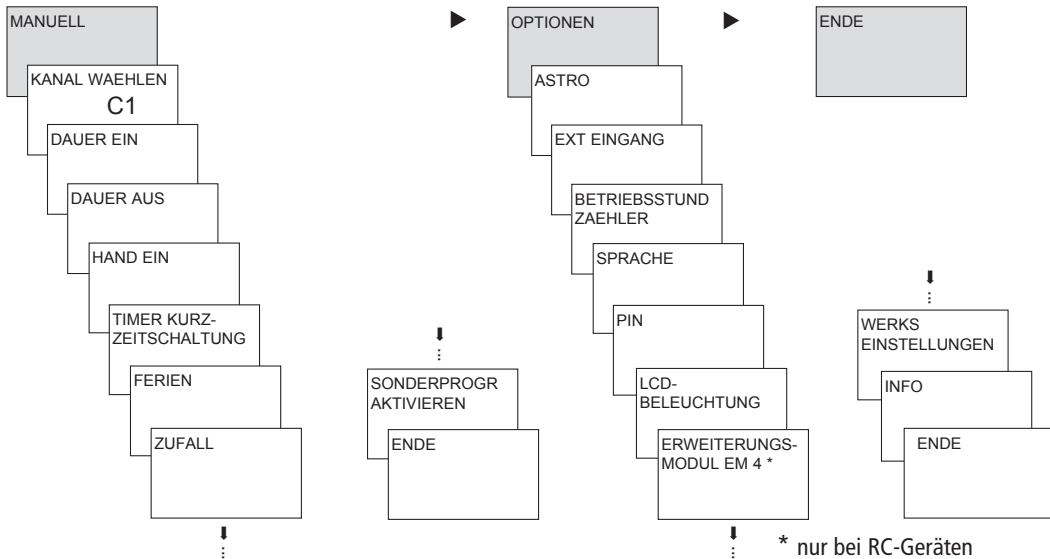 MANUELL
KANAL WAEHLEN
C1
DAUER EIN
DAUER AUS
HAND EIN
TIMER KURZ-
ZEITSCHALTUNG
FERIEN
ZUFALL
SONDERPROGR
AKTIVIEREN
ENDE
OPTIONEN
ASTRO
EXT EINGANG
BETRIEBSSTUND
ZAEHLER
SPRACHE
PIN
LCD-
BELEUCHTUNG
ERWEITERUNGS-
MODUL EM 4 *
WERKS
EINSTELLUNGEN
INFO
ENDE
ENDE
* nur bei RC-Geräten